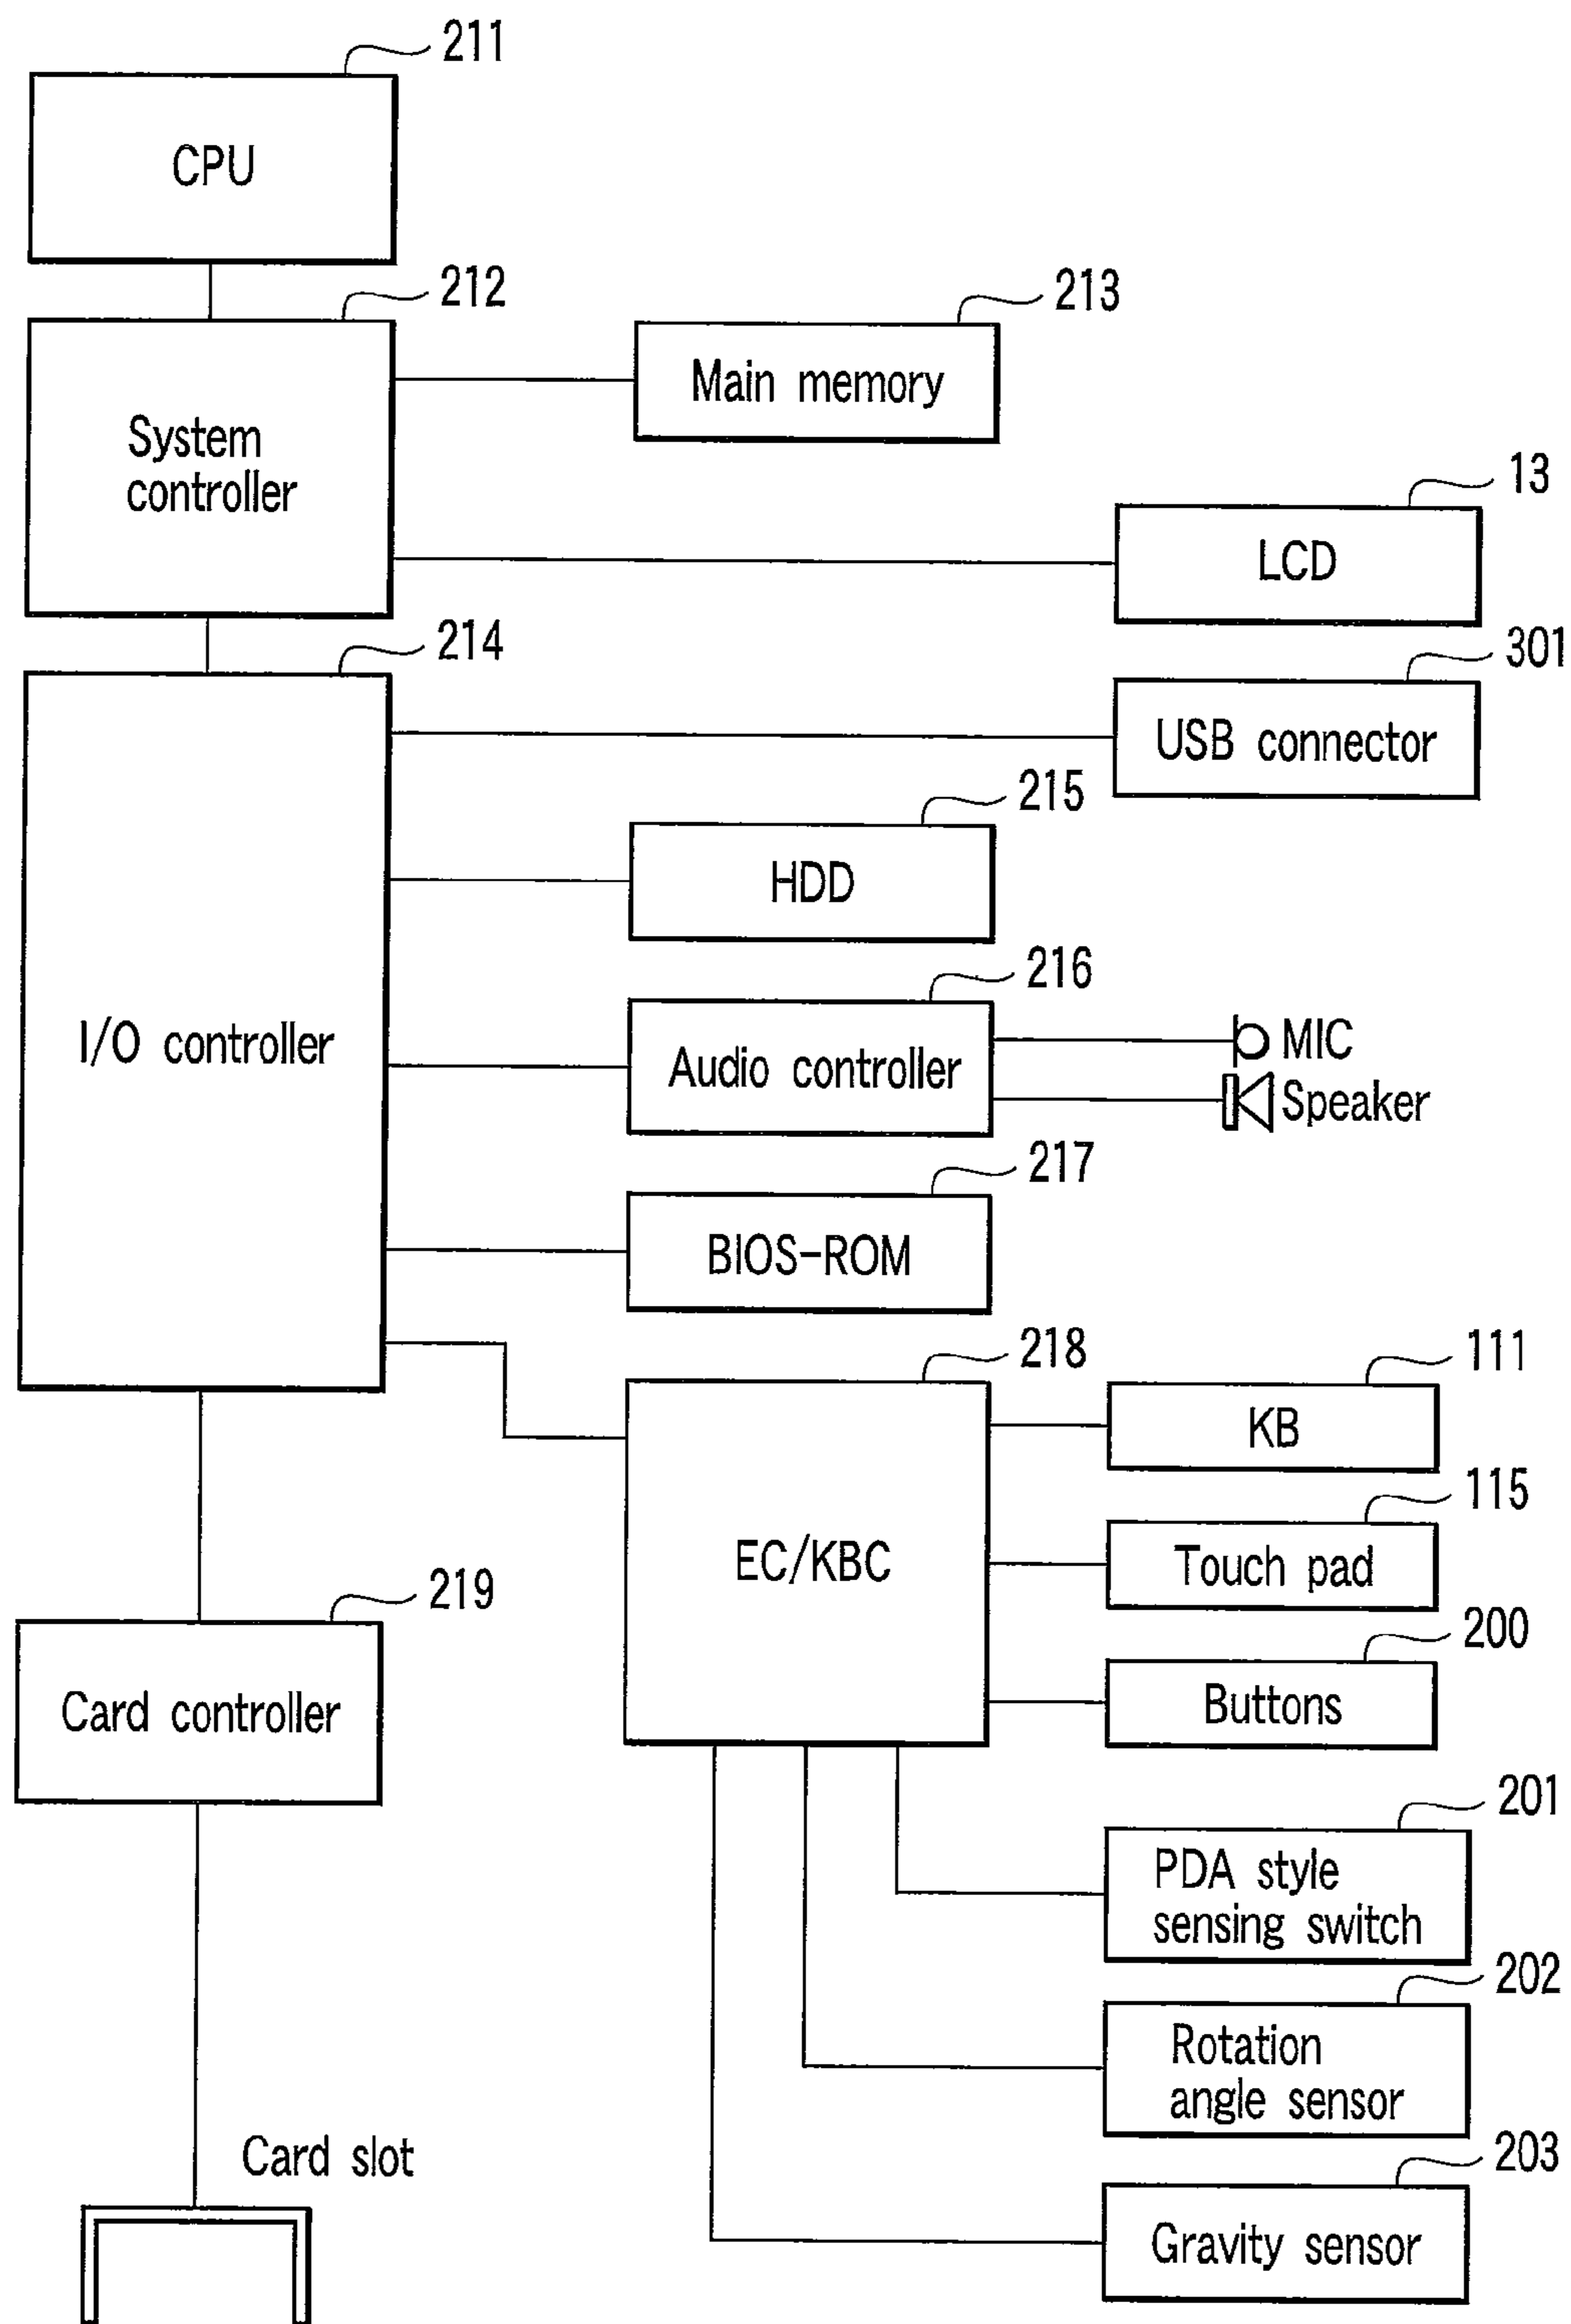 211
CPU
212
213
Main memory
System
controller
13
LCD
214
301
USB connector
215
HDD
216
I/O controller
Audio controller
MIC
Speaker
217
BIOS-ROM
218
111
KB
115
EC/KBC
Touch pad
219
200
Card controller
Buttons
201
PDA style
sensing switch
202
Rotation
angle sensor
Card slot
203
Gravity sensor